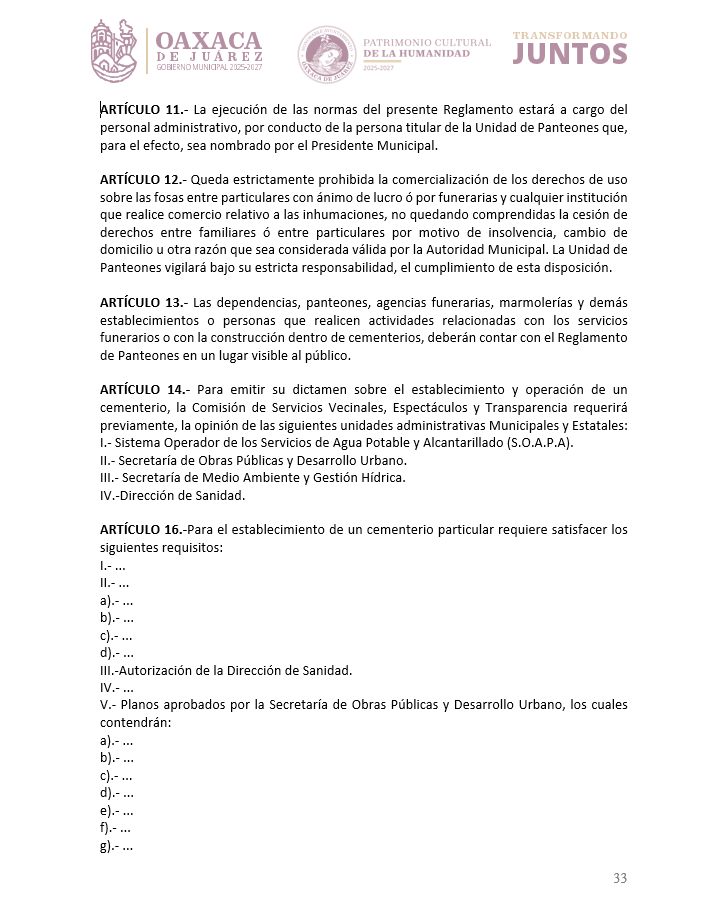 OAXACA
DE JUÁREZ
GOBIERNO MUNICIPAL 2025-2027
PATRIMONIO CULTURAL
DE LA HUMANIDAD
2025-2027
TRANSFORMANDO
JUNTOS
ARTÍCULO 11.- La ejecución de las normas del presente Reglamento estará a cargo del
personal administrativo, por conducto de la persona titular de la Unidad de Panteones que,
para el efecto, sea nombrado por el Presidente Municipal.
ARTÍCULO 12.- Queda estrictamente prohibida la comercialización de los derechos de uso
sobre las fosas entre particulares con ánimo de lucro ó por funerarias y cualquier institución
que realice comercio relativo a las inhumaciones, no quedando comprendidas la cesión de
derechos entre familiares ó entre particulares por motivo de insolvencia, cambio de
domicilio u otra razón que sea considerada válida por la Autoridad Municipal. La Unidad de
Panteones vigilará bajo su estricta responsabilidad, el cumplimiento de esta disposición.
ARTÍCULO 13.- Las dependencias, panteones, agencias funerarias, marmolerías y demás
establecimientos o personas que realicen actividades relacionadas con los servicios
funerarios o con la construcción dentro de cementerios, deberán contar con el Reglamento
de Panteones en un lugar visible al público.
ARTÍCULO 14.- Para emitir su dictamen sobre el establecimiento y operación de un
cementerio, la Comisión de Servicios Vecinales, Espectáculos y Transparencia requerirá
previamente, la opinión de las siguientes unidades administrativas Municipales y Estatales:
I.- Sistema Operador de los Servicios de Agua Potable y Alcantarillado (S.O.A.P.A).
II.- Secretaría de Obras Públicas y Desarrollo Urbano.
III.- Secretaría de Medio Ambiente y Gestión Hídrica.
IV.-Dirección de Sanidad.
ARTÍCULO 16.-Para el establecimiento de un cementerio particular requiere satisfacer los
siguientes requisitos:
I.- ...
II.- ...
a).- ...
b).- ...
c).- ...
d).- ...
III.-Autorización de la Dirección de Sanidad.
IV.- ...
V.- Planos aprobados por la Secretaría de Obras Públicas y Desarrollo Urbano, los cuales
contendrán:
a).- ...
b).- ...
c).- ...
d).- ...
e).- ...
f).- ...
g).- ...
33